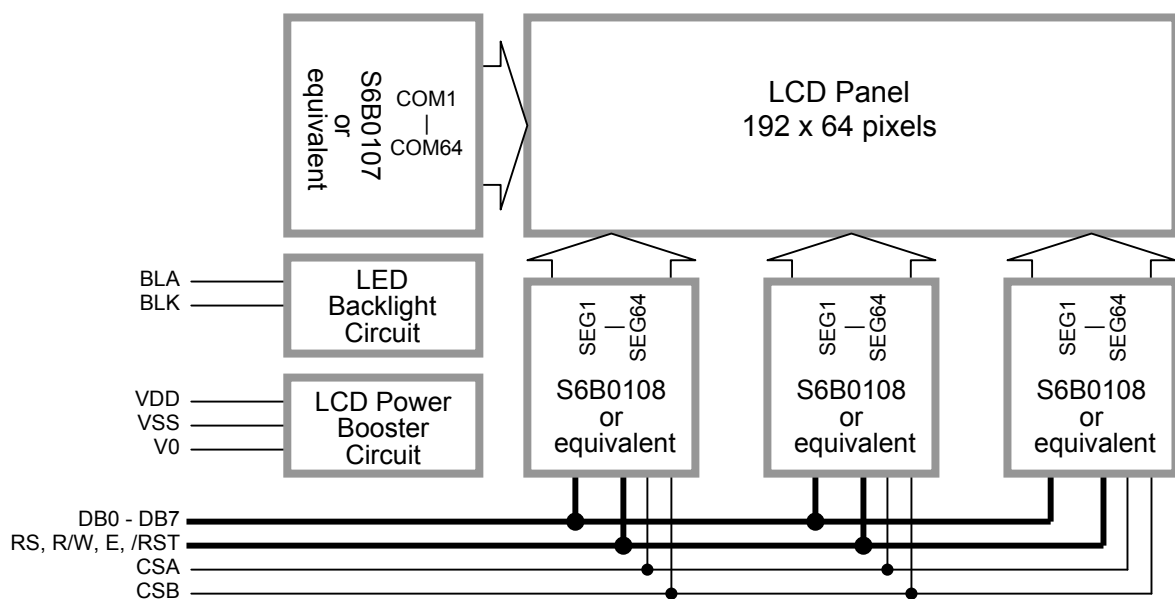 S6B0107
or
equivalent
COM1
COM64
LCD Panel
192 x 64 pixels
BLA
BLK
LED
Backlight
Circuit
VDD
VSS
V0
LCD Power
Booster
Circuit
SEG1
SEG64
S6B0108
or
equivalent
SEG1
SEG64
S6B0108
or
equivalent
SEG1
SEG64
S6B0108
or
equivalent
DB0 - DB7
RS, R/W, E, /RST
CSA
CSB